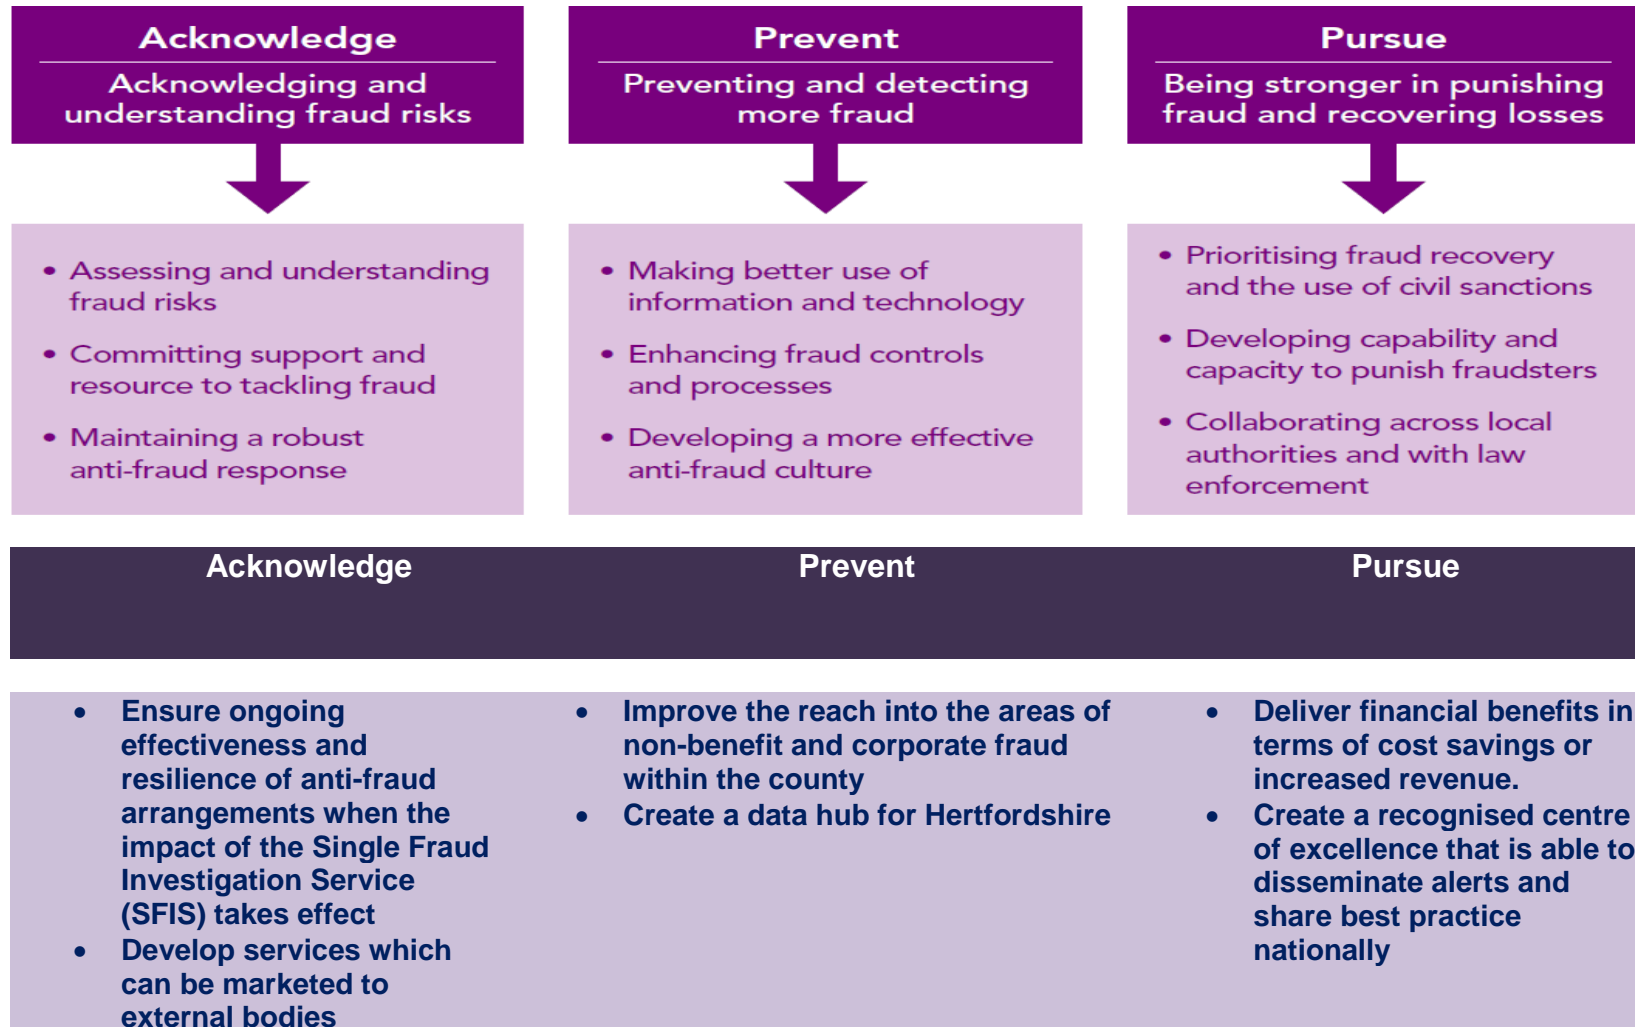 Acknowledge
Acknowledging and
understanding fraud risks
• Assessing and understanding
fraud risks
• Committing support and
resource to tackling fraud
• Maintaining a robust
anti-fraud response
Prevent
Preventing and detecting
more fraud
• Making better use of
information and technology
• Enhancing fraud controls
and processes
• Developing a more effective
anti-fraud culture
Pursue
Being stronger in punishing
fraud and recovering losses
• Prioritising fraud recovery
and the use of civil sanctions
• Developing capability and
capacity to punish fraudsters
• Collaborating across local
authorities and with law
enforcement
Acknowledge
Prevent
Pursue
• Ensure ongoing
effectiveness and
resilience of anti-fraud
arrangements when the
impact of the Single Fraud
Investigation Service
(SFIS) takes effect
• Develop services which
can be marketed to
external bodies
• Improve the reach into the areas of
non-benefit and corporate fraud
within the county
• Create a data hub for Hertfordshire
• Deliver financial benefits in
terms of cost savings or
increased revenue.
• Create a recognised centre
of excellence that is able to
disseminate alerts and
share best practice
nationally